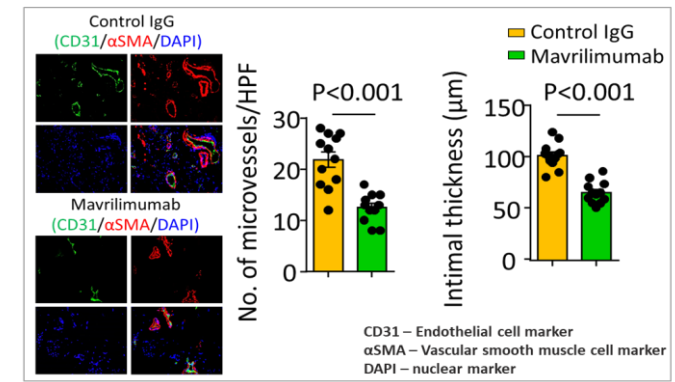 Control IgG
(CD31/αSMA/DAPI)
Mavrilimumab
(CD31/αSMA/DAPI)
No. of microvessels/HPF
P<0.001
30
20
10
0
Control IgG
Mavrilimumab
Intimal thickness (μm)
P<0.001
150
100
50
0
CD31 – Endothelial cell marker
αSMA – Vascular smooth muscle cell marker
DAPI – nuclear marker